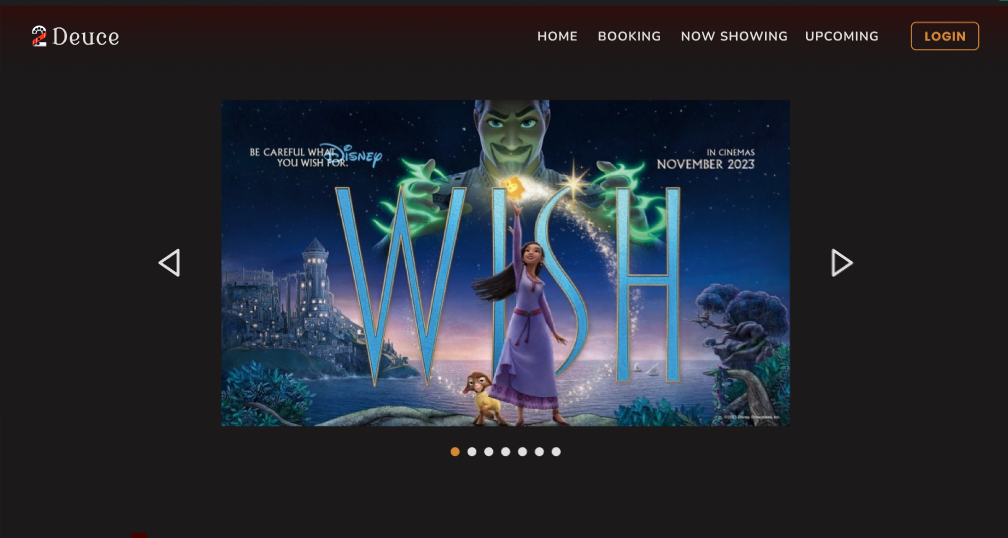 2 Deuce
HOME
BOOKING
NOW SHOWING
UPCOMING
LOGIN
BE CAREFUL WHAT
YOU WISH FOR.
Disney
IN CINEMAS
NOVEMBER 2023
WISH